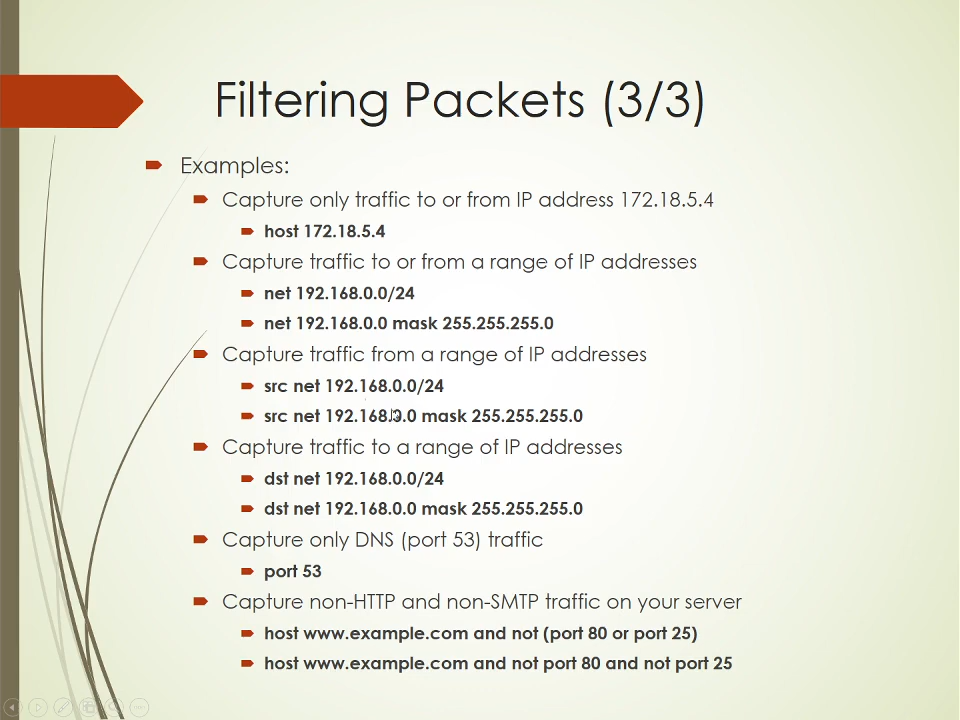 Filtering Packets (3/3)
Examples:
Capture only traffic to or from IP address 172.18.5.4
host 172.18.5.4
Capture traffic to or from a range of IP addresses
net 192.168.0.0/24
net 192.168.0.0 mask 255.255.255.0
Capture traffic from a range of IP addresses
src net 192.168.0.0/24
src net 192.168.0.0 mask 255.255.255.0
Capture traffic to a range of IP addresses
dst net 192.168.0.0/24
dst net 192.168.0.0 mask 255.255.255.0
Capture only DNS (port 53) traffic
port 53
Capture non-HTTP and non-SMTP traffic on your server
host www.example.com and not (port 80 or port 25)
host www.example.com and not port 80 and not port 25